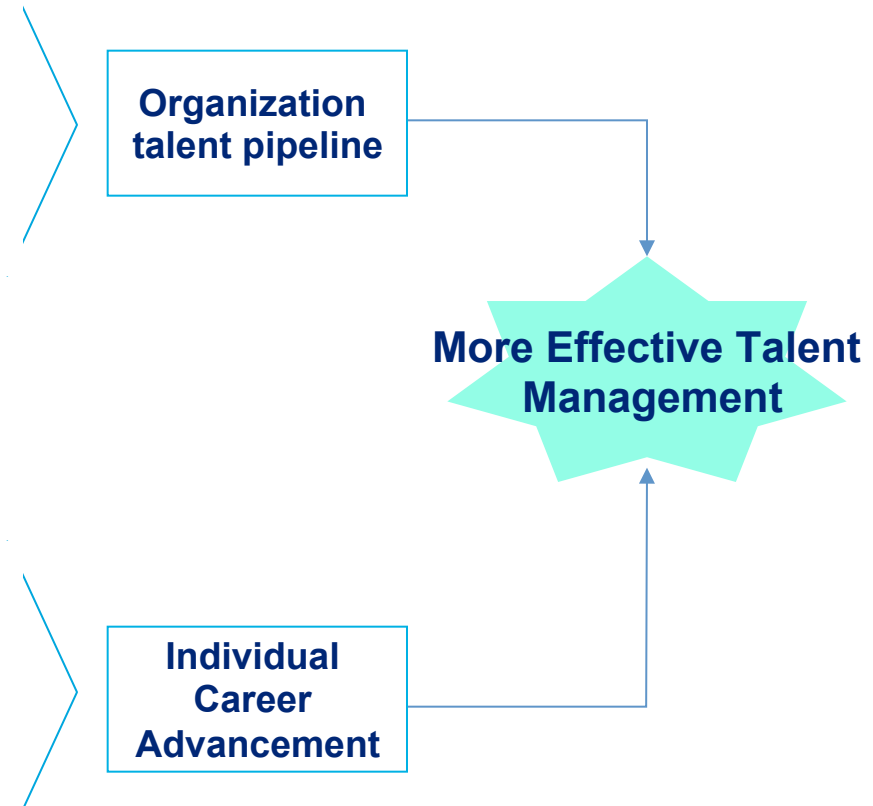 Organization
talent pipeline
More Effective Talent
Management
Individual
Career
Advancement